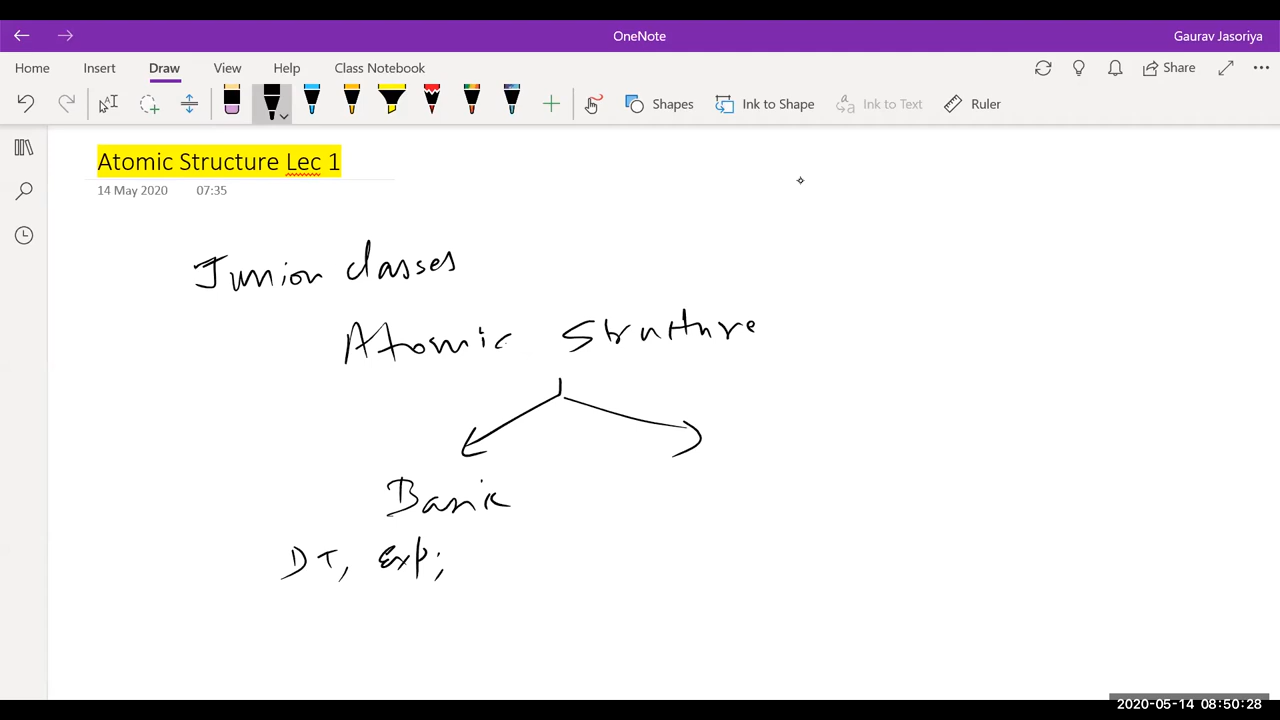 OneNote
Gaurav Jasoriya
Home Insert Draw View Help Class Notebook Share
Shapes Ink to Shape Ink to Text Ruler
Atomic Structure Lec 1
14 May 2020 07:35
Junior classes
Atomic Structure
Basic
DT, Exp;
2020-05-14 08:50:28